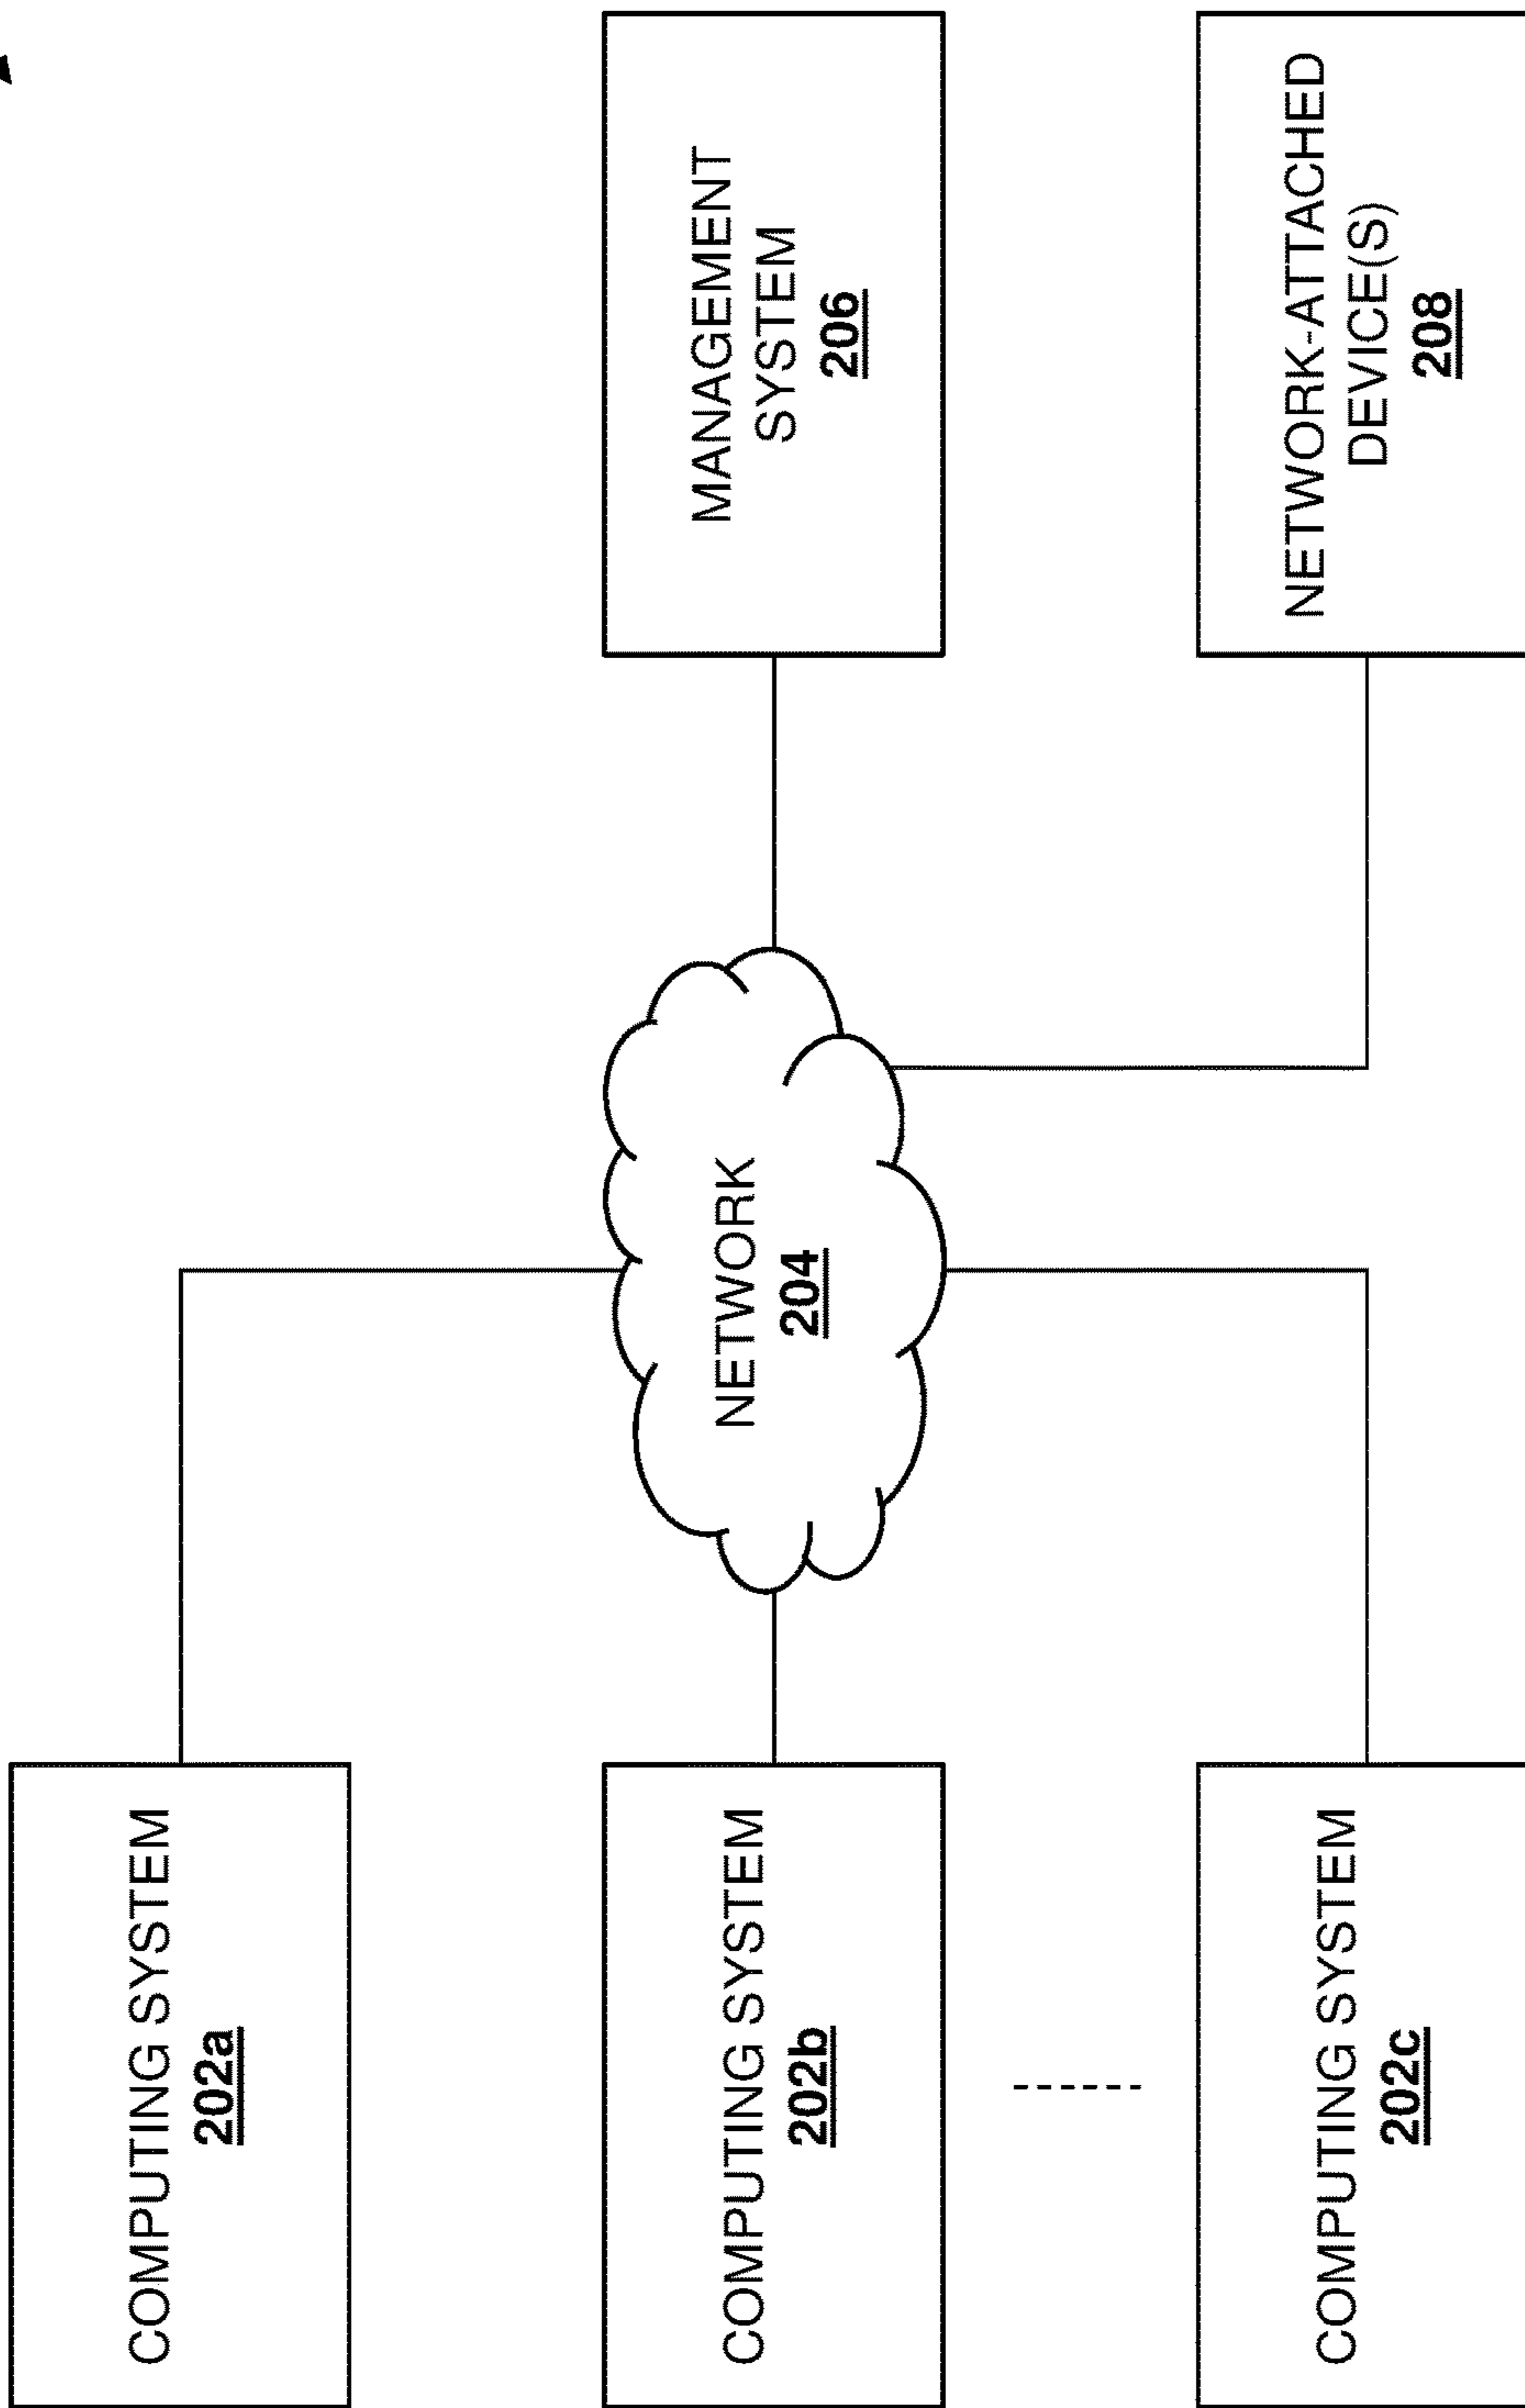 COMPUTING SYSTEM
202a
COMPUTING SYSTEM
202b
COMPUTING SYSTEM
202c
NETWORK
204
MANAGEMENT
SYSTEM
206
NETWORK-ATTACHED
DEVICE(S)
208